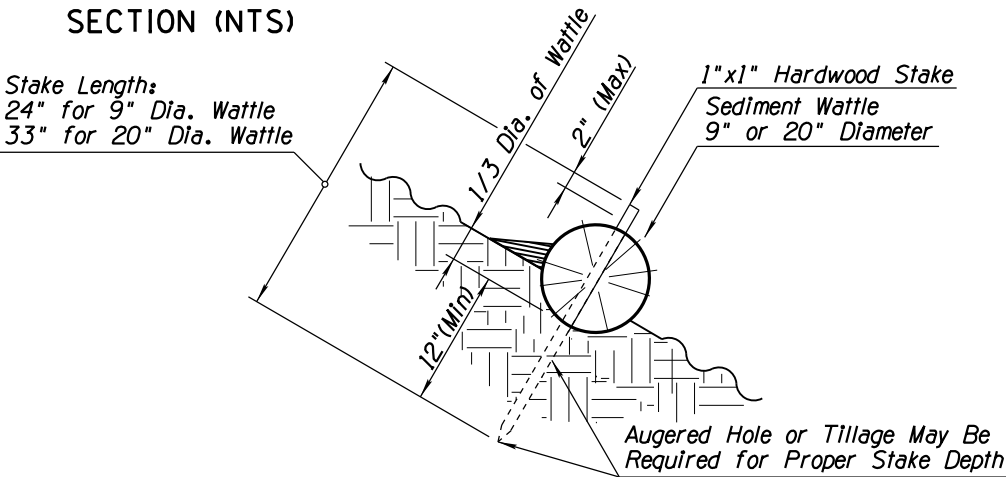 SECTION (NTS)
Stake Length:
24" for 9" Dia. Wattle
33" for 20" Dia. Wattle
1/3 Dia. of Wattle
2" (Max)
1"x1" Hardwood Stake
Sediment Wattle
9" or 20" Diameter
12"(Min)
Augered Hole or Tillage May Be
Required for Proper Stake Depth